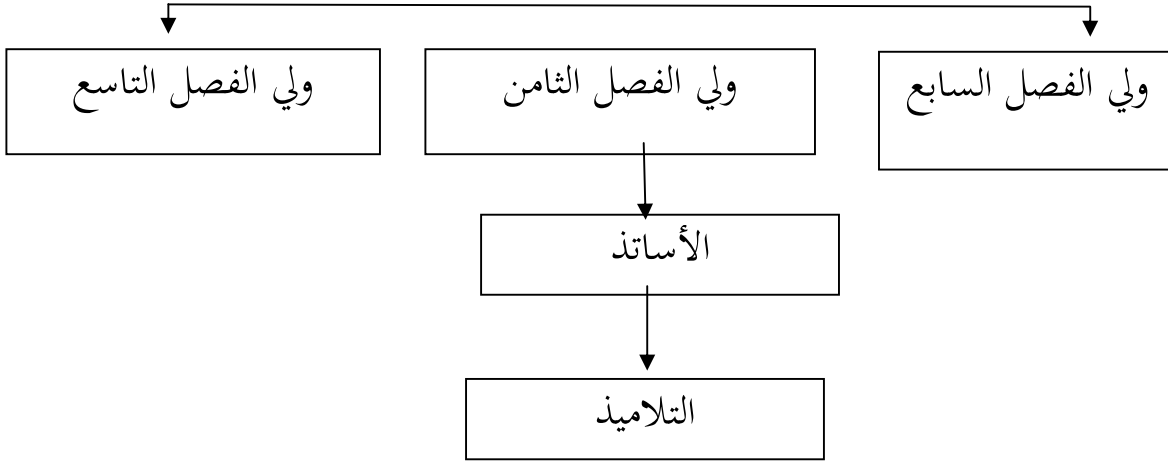 ولي الفصل السابع
ولي الفصل الثامن
ولي الفصل التاسع
الأساتذ
التلاميذ